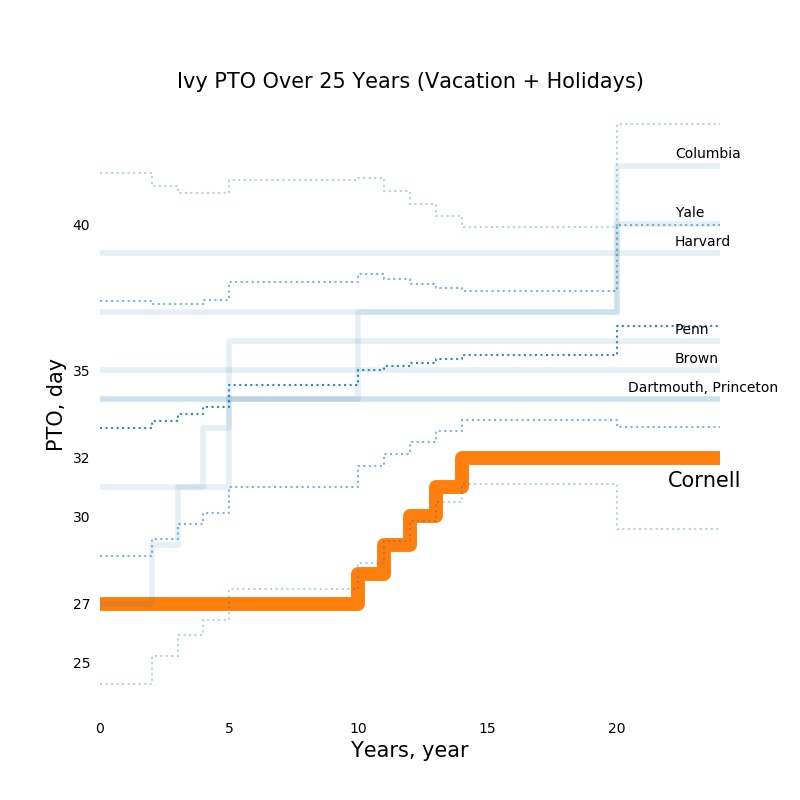 Ivy PTO Over 25 Years (Vacation + Holidays)
Columbia
Yale
40
Harvard
Penn
Brown
35
Dartmouth, Princeton
PTO, day
32
Cornell
30
27
25
0 5 10 15 20
Years, year